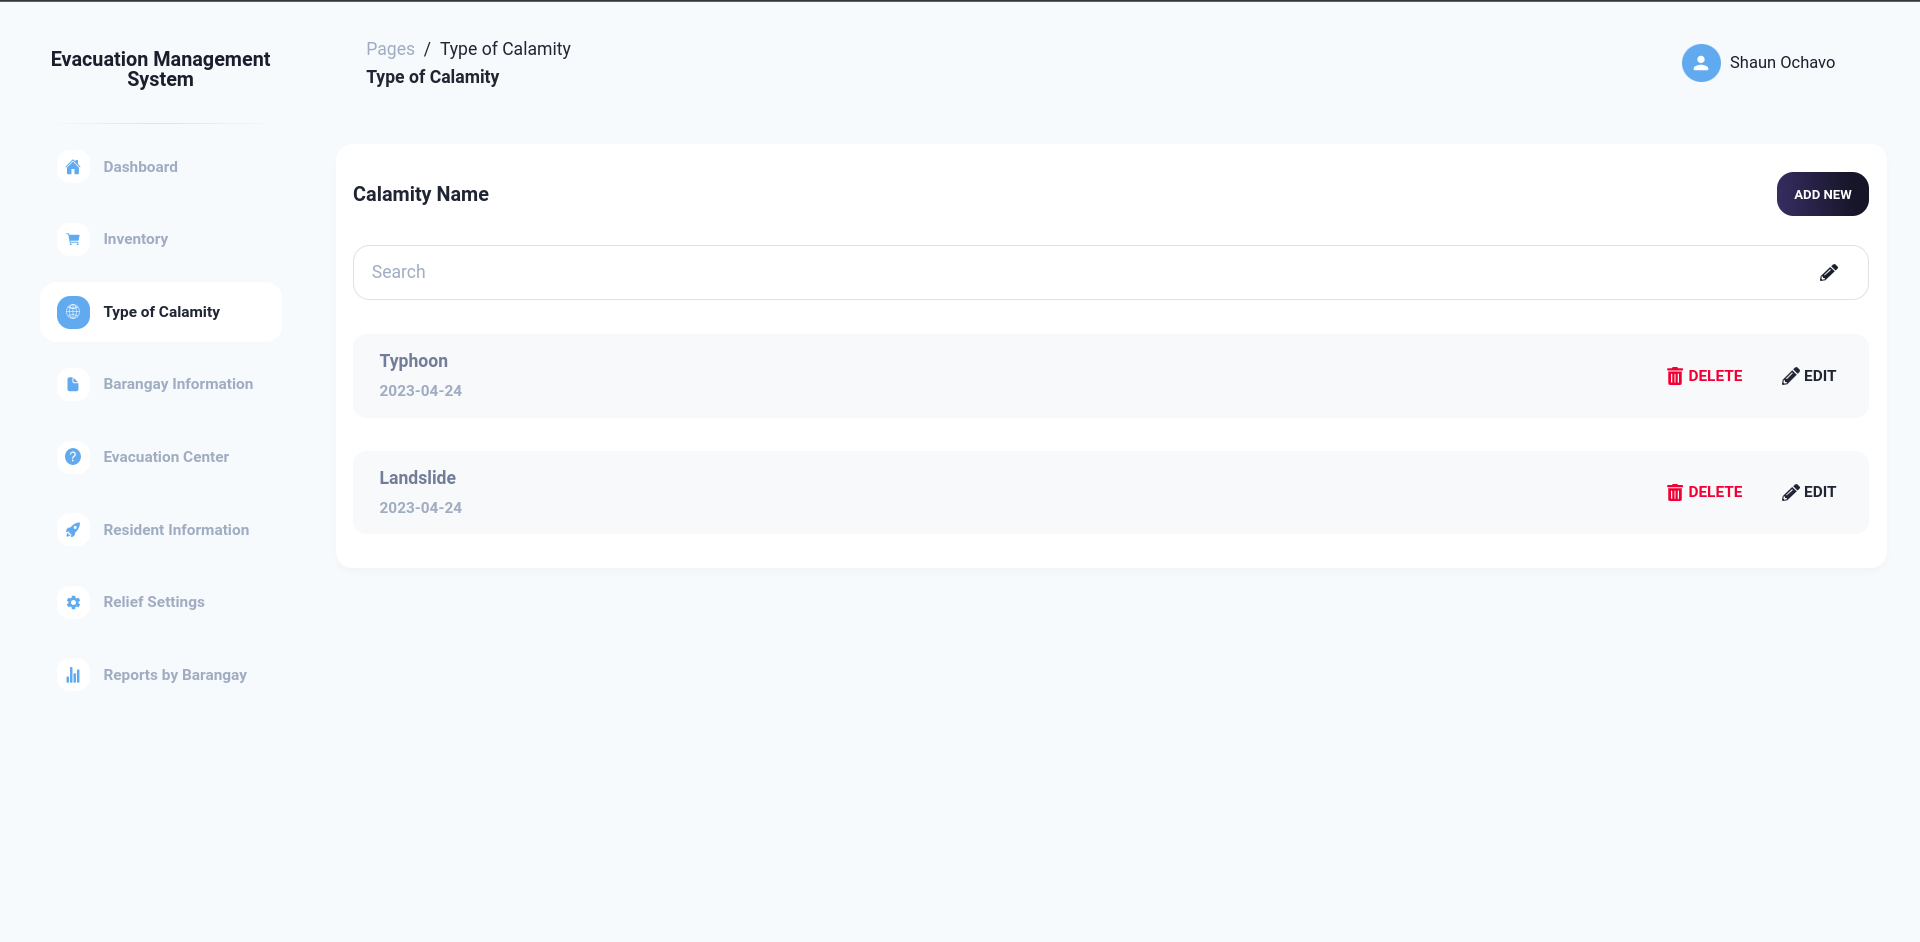 Evacuation Management
System
Dashboard
Inventory
Type of Calamity
Barangay Information
Evacuation Center
Resident Information
Relief Settings
Reports by Barangay
Pages / Type of Calamity
Type of Calamity
Shaun Ochavo
Calamity Name
ADD NEW
Search
Typhoon
2023-04-24
DELETE EDIT
Landslide
2023-04-24
DELETE EDIT